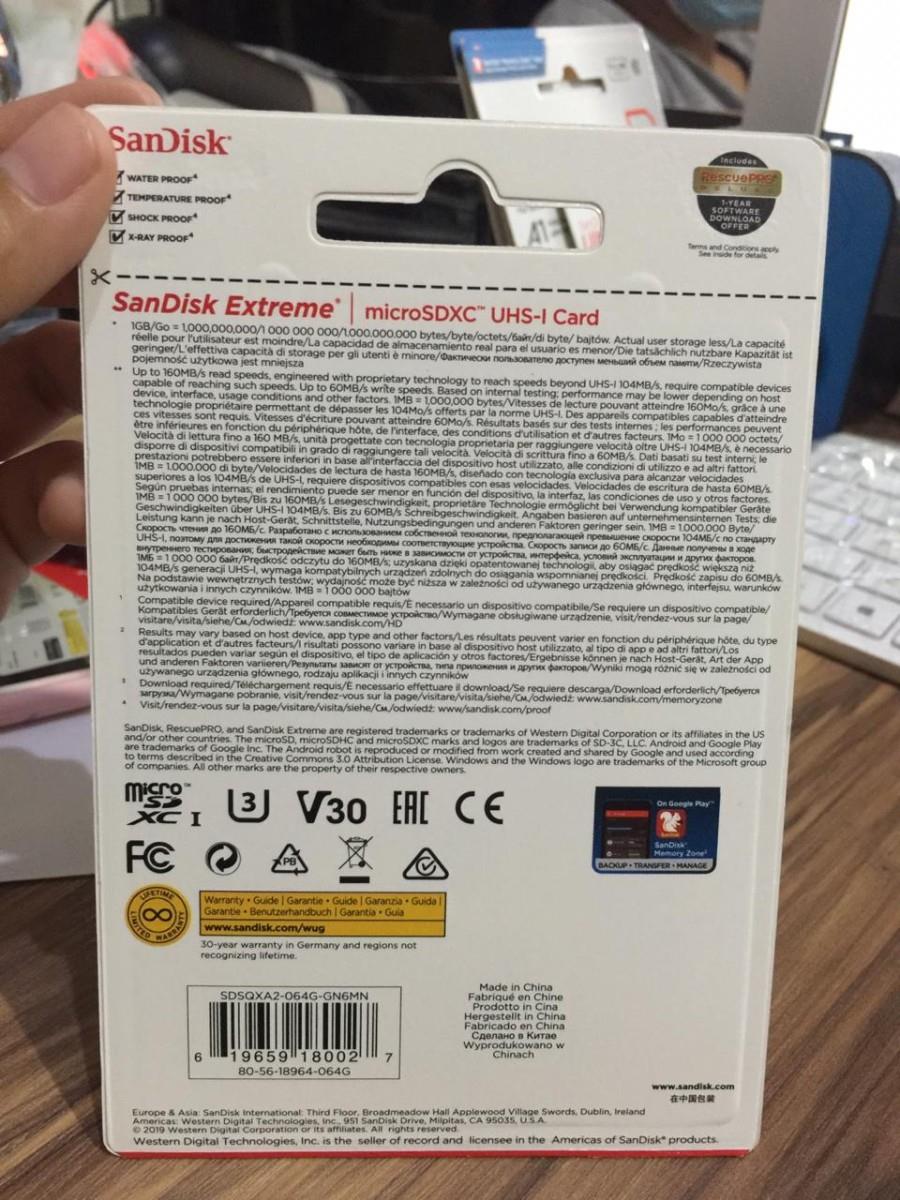 SanDisk®
WATER PROOF⁴
TEMPERATURE PROOF⁴
SHOCK PROOF⁴
X-RAY PROOF⁴
Includes
RescuePRO®
DELUXE
1-YEAR
SOFTWARE
DOWNLOAD
OFFER
Terms and Conditions apply.
See inside for details.
A1
SanDisk Extreme® | microSDXC™ UHS-I Card
* 1GB/Go = 1,000,000,000/1 000 000 000/1.000.000.000 bytes/byte/octets/байт/di byte/ bajtów. Actual user storage less/La capacité
réelle pour l'utilisateur est moindre/La capacidad de almacenamiento real para el usuario es menor/Die tatsächlich nutzbare Kapazität ist
geringer/L'effettiva capacità di storage per gli utenti è minore/Фактически пользователю доступен меньший объем памяти/Rzeczywista
pojemność użytkowa jest mniejsza
** Up to 160MB/s read speeds, engineered with proprietary technology to reach speeds beyond UHS-I 104MB/s, require compatible devices
capable of reaching such speeds. Up to 60MB/s write speeds. Based on internal testing; performance may be lower depending on host
device, interface, usage conditions and other factors. 1MB = 1,000,000 bytes/Vitesses de lecture pouvant atteindre 160Mo/s, grâce à une
technologie propriétaire permettant de dépasser les 104Mo/s offerts par la norme UHS-I. Des appareils compatibles capables d'atteindre
ces vitesses sont requis. Vitesses d'écriture pouvant atteindre 60Mo/s. Résultats basés sur des tests internes ; les performances peuvent
être inférieures en fonction du périphérique hôte, de l'interface, des conditions d'utilisation et d'autres facteurs. 1Mo = 1 000 000 octets/
Velocità di lettura fino a 160 MB/s, unità progettate con tecnologia proprietaria per raggiungere velocità oltre UHS-I 104MB/s, è necessario
disporre di dispositivi compatibili in grado di raggiungere tali velocità. Velocità di scrittura fino a 60MB/s. Dati basati su test interni; le
prestazioni potrebbero essere inferiori in base all'interfaccia del dispositivo host utilizzato, alle condizioni di utilizzo e ad altri fattori.
1MB = 1.000.000 di byte/Velocidades de lectura de hasta 160MB/s, diseñado con tecnología exclusiva para alcanzar velocidades
superiores a los 104MB/s de UHS-I, requiere dispositivos compatibles con esas velocidades. Velocidades de escritura de hasta 60MB/s.
Según pruebas internas; el rendimiento puede ser menor en función del dispositivo, la interfaz, las condiciones de uso y otros factores.
1MB = 1 000 000 bytes/Bis zu 160MB/s Lesegeschwindigkeit, proprietäre Technologie ermöglicht bei Verwendung kompatibler Geräte
Geschwindigkeiten über UHS-I 104MB/s. Bis zu 60MB/s Schreibgeschwindigkeit. Angaben basieren auf unternehmensinternen Tests; die
Leistung kann je nach Host-Gerät, Schnittstelle, Nutzungsbedingungen und anderen Faktoren geringer sein. 1MB = 1.000.000 Byte/
Скорость чтения до 160МБ/с. Разработано с использованием собственной технологии, предполагающей превышение скорости 104МБ/с по стандарту
UHS-I, поэтому для достижения такой скорости необходимы соответствующие устройства. Скорость записи до 60МБ/с. Данные получены в ходе
внутреннего тестирования; быстродействие может быть ниже в зависимости от устройства, интерфейса, условий эксплуатации и других факторов.
1МБ = 1 000 000 байт/Prędkość odczytu do 160MB/s; uzyskana dzięki opatentowanej technologii, aby osiągać prędkość większą niż
104MB/s generacji UHS-I, wymaga kompatybilnych urządzeń zdolnych do osiągania wspomnianej prędkości. Prędkość zapisu do 60MB/s.
Na podstawie wewnętrznych testów; wydajność może być niższa w zależności od używanego urządzenia głównego, interfejsu, warunków
użytkowania i innych czynników. 1MB = 1 000 000 bajtów
¹ Compatible device required/Appareil compatible requis/È necessario un dispositivo compatibile/Se requiere un dispositivo compatible/
Kompatibles Gerät erforderlich/Требуется совместимое устройство/Wymagane obsługiwane urządzenie, visit/rendez-vous sur la page/
visitare/visita/siehe/См./odwiedź: www.sandisk.com/HD
² Results may vary based on host device, app type and other factors/Les résultats peuvent varier en fonction du périphérique hôte, du type
d'application et d'autres facteurs/I risultati possono variare in base al dispositivo host utilizzato, al tipo di app e ad altri fattori/Los
resultados pueden variar según el dispositivo, el tipo de aplicación y otros factores/Ergebnisse können je nach Host-Gerät, Art der App
und anderen Faktoren variieren/Результаты зависят от устройства, типа приложения и других факторов/Wyniki mogą różnić się w zależności od
używanego urządzenia głównego, rodzaju aplikacji i innych czynników
³ Download required/Téléchargement requis/È necessario effettuare il download/Se requiere descarga/Download erforderlich/Требуется
загрузка/Wymagane pobranie, visit/rendez-vous sur la page/visitare/visita/siehe/См./odwiedź: www.sandisk.com/memoryzone
⁴ Visit/rendez-vous sur la page/visitare/visita/siehe/См./odwiedź: www/sandisk.com/proof
SanDisk, RescuePRO, and SanDisk Extreme are registered trademarks or trademarks of Western Digital Corporation or its affiliates in the US
and/or other countries. The microSD, microSDHC and microSDXC marks and logos are trademarks of SD-3C, LLC. Android and Google Play
are trademarks of Google Inc. The Android robot is reproduced or modified from work created and shared by Google and used according
to terms described in the Creative Commons 3.0 Attribution License. Windows and the Windows logo are trademarks of the Microsoft group
of companies. All other marks are the property of their respective owners.
micro SD XC I 3 V30 EAC CE
FC PB
On Google Play™
SanDisk
SanDisk®
Memory Zone³
BACKUP • TRANSFER • MANAGE
LIFETIME
LIMITED WARRANTY
Warranty • Guide | Garantie • Guide | Garanzia • Guida |
Garantie • Benutzerhandbuch | Garantía • Guía
www.sandisk.com/wug
30-year warranty in Germany and regions not
recognizing lifetime.
SDSQXA2-064G-GN6MN
6 19659 18002 7
80-56-18964-064G
Made in China
Fabriqué en Chine
Prodotto in Cina
Hergestellt in China
Fabricado en China
Сделано в Китае
Wyprodukowano w
Chinach
www.sandisk.com
在中国包装
Europe & Asia: SanDisk International: Third Floor, Broadmeadow Hall Applewood Village Swords, Dublin, Ireland
Americas: Western Digital Technologies, Inc., 951 SanDisk Drive, Milpitas, CA 95035, U.S.A.
© 2019 Western Digital Corporation or its affiliates. All rights reserved.
Western Digital Technologies, Inc. is the seller of record and licensee in the Americas of SanDisk® products.